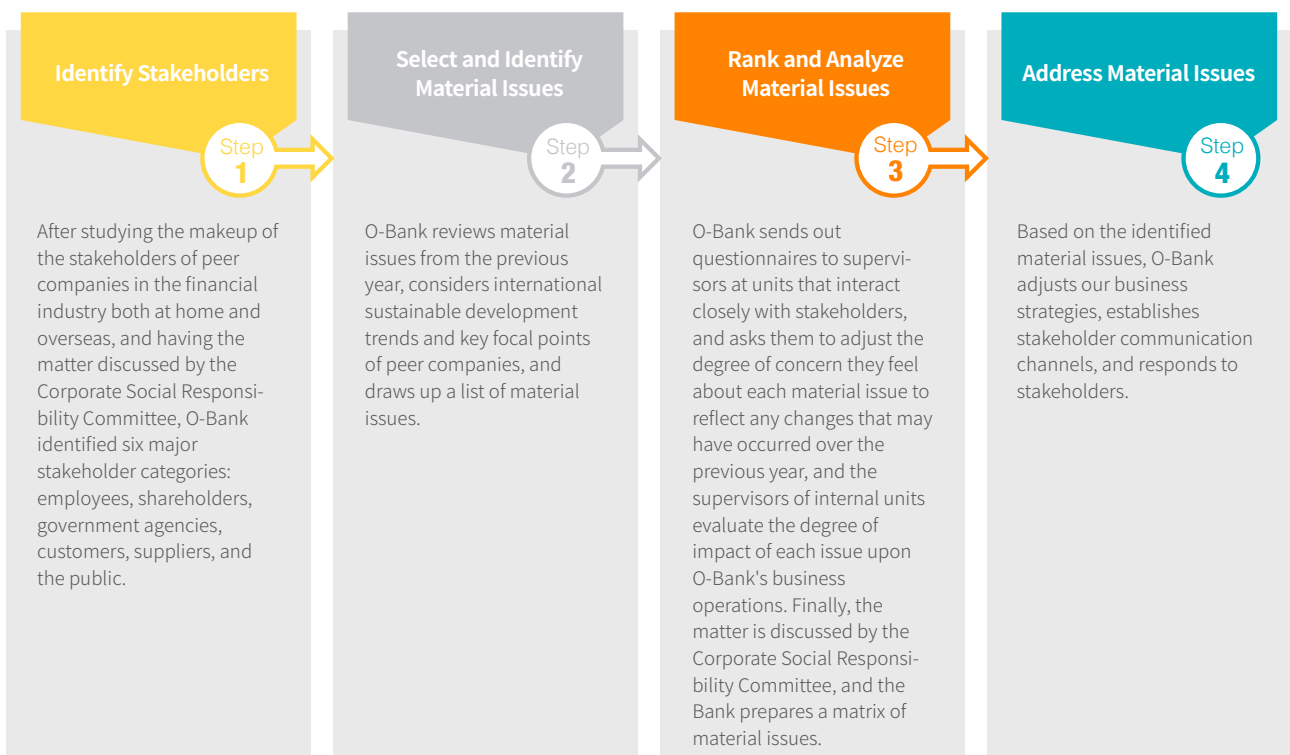 Identify Stakeholders
Step
1
After studying the makeup of
the stakeholders of peer
companies in the financial
industry both at home and
overseas, and having the
matter discussed by the
Corporate Social Responsi-
bility Committee, O-Bank
identified six major
stakeholder categories:
employees, shareholders,
government agencies,
customers, suppliers, and
the public.
Select and Identify
Material Issues
Step
2
O-Bank reviews material
issues from the previous
year, considers international
sustainable development
trends and key focal points
of peer companies, and
draws up a list of material
issues.
Rank and Analyze
Material Issues
Step
3
O-Bank sends out
questionnaires to supervi-
sors at units that interact
closely with stakeholders,
and asks them to adjust the
degree of concern they feel
about each material issue to
reflect any changes that may
have occurred over the
previous year, and the
supervisors of internal units
evaluate the degree of
impact of each issue upon
O-Bank's business
operations. Finally, the
matter is discussed by the
Corporate Social Responsi-
bility Committee, and the
Bank prepares a matrix of
material issues.
Address Material Issues
Step
4
Based on the identified
material issues, O-Bank
adjusts our business
strategies, establishes
stakeholder communication
channels, and responds to
stakeholders.